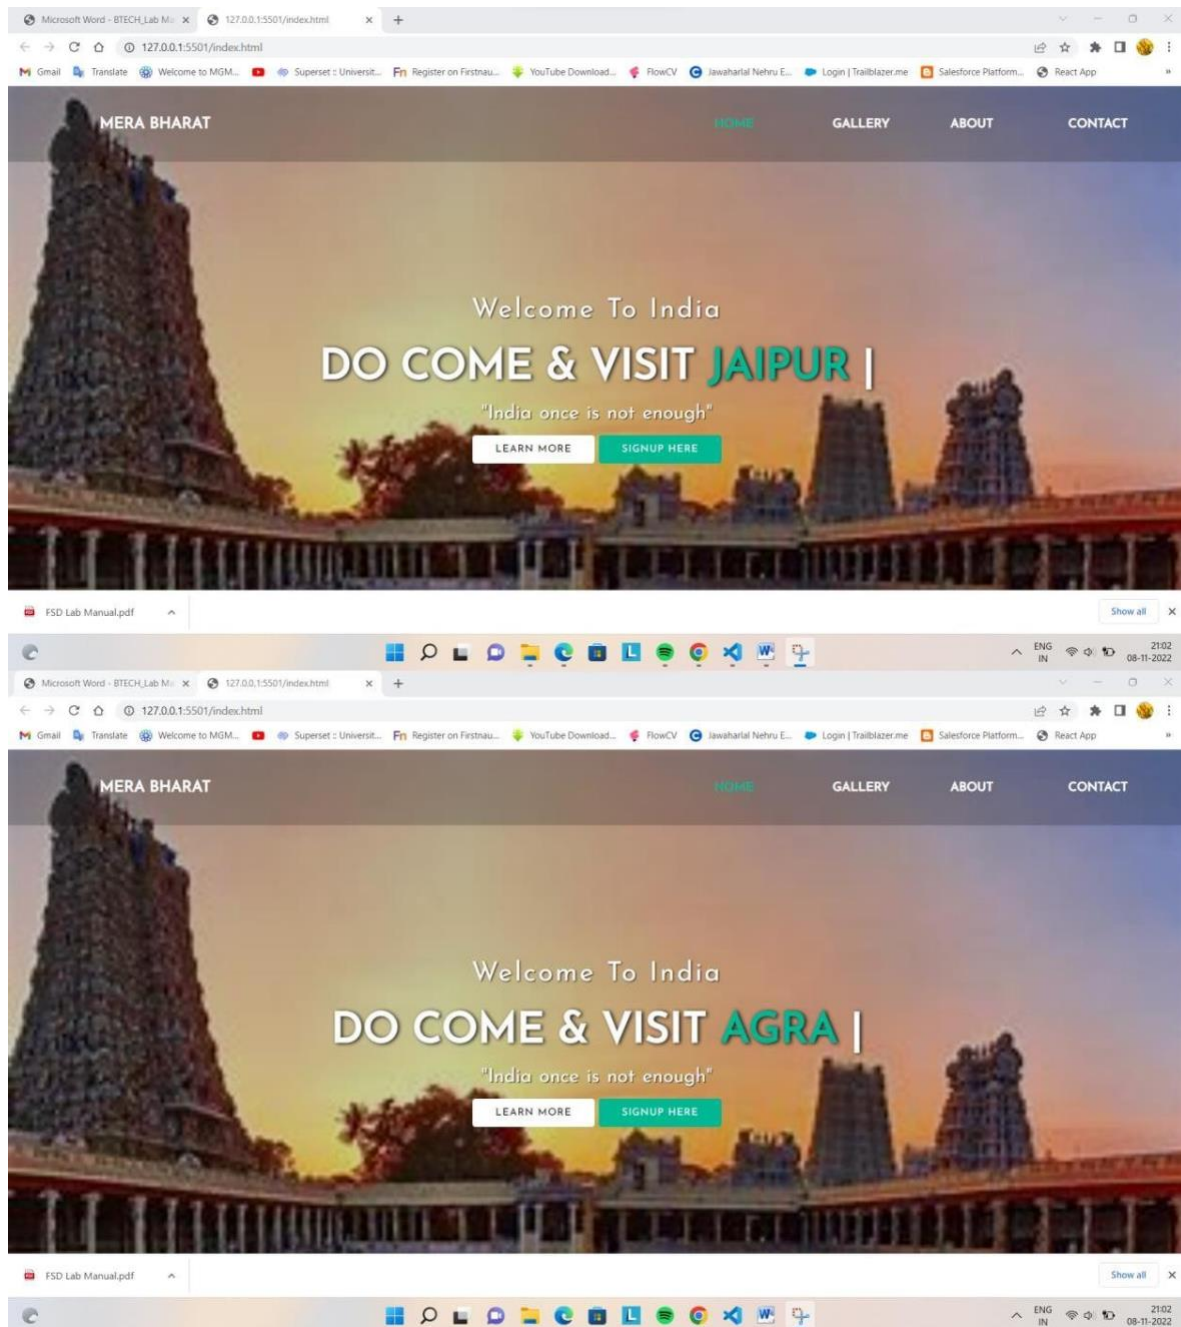 Microsoft Word - BTECH_Lab Ma
127.0.0.1:5501/index.html
127.0.0.1:5501/index.html
Gmail Translate Welcome to MGM... Superset :: Universit... Register on Firstnau... YouTube Download... FlowCV Jawaharlal Nehru E... Login | Trailblazer.me Salesforce Platform... React App »
MERA BHARAT HOME GALLERY ABOUT CONTACT
Welcome To India
DO COME & VISIT JAIPUR |
"India once is not enough"
LEARN MORE SIGNUP HERE
FSD Lab Manual.pdf Show all
ENG 21:02
IN 08-11-2022
Microsoft Word - BTECH_Lab Ma
127.0.0.1:5501/index.html
127.0.0.1:5501/index.html
Gmail Translate Welcome to MGM... Superset :: Universit... Register on Firstnau... YouTube Download... FlowCV Jawaharlal Nehru E... Login | Trailblazer.me Salesforce Platform... React App »
MERA BHARAT HOME GALLERY ABOUT CONTACT
Welcome To India
DO COME & VISIT AGRA |
"India once is not enough"
LEARN MORE SIGNUP HERE
FSD Lab Manual.pdf Show all
ENG 21:02
IN 08-11-2022